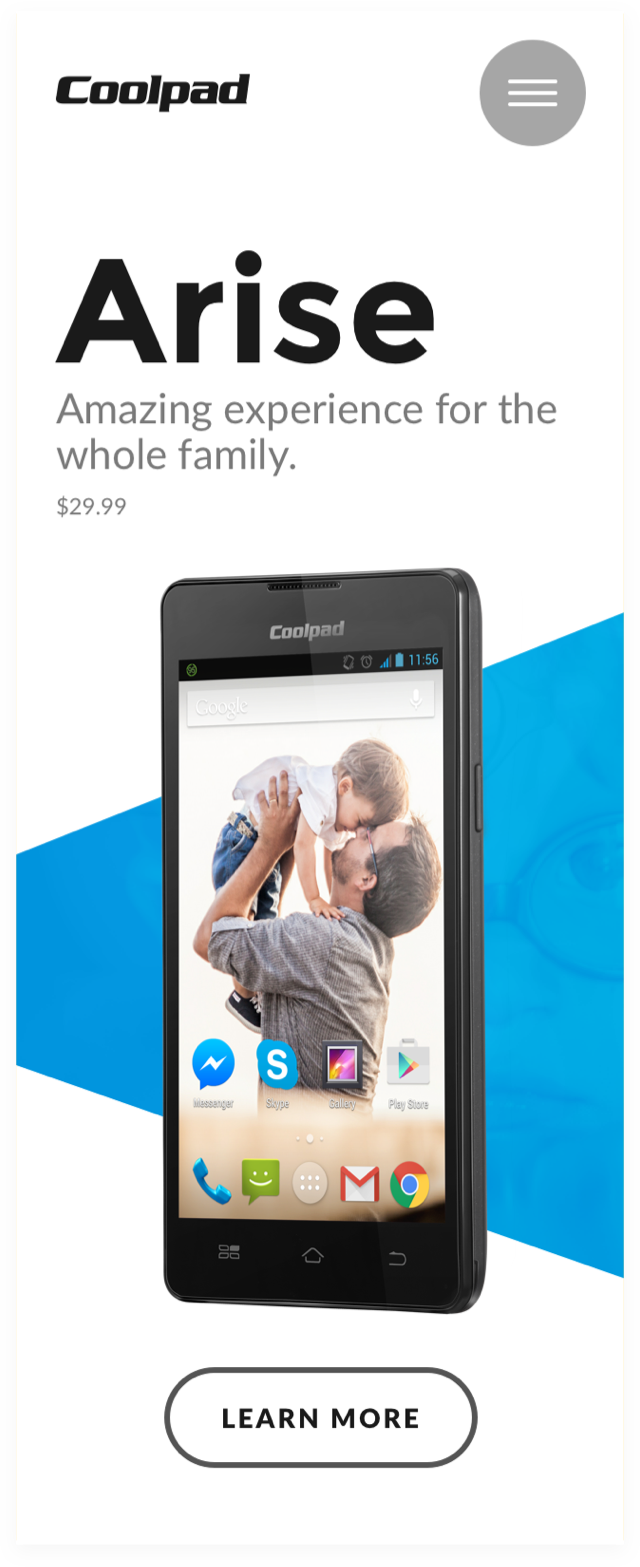 Coolpad
Arise
Amazing experience for the
whole family.
$29.99
Coolpad
11:56
Google
Messenger
Skype
Gallery
Play Store
LEARN MORE